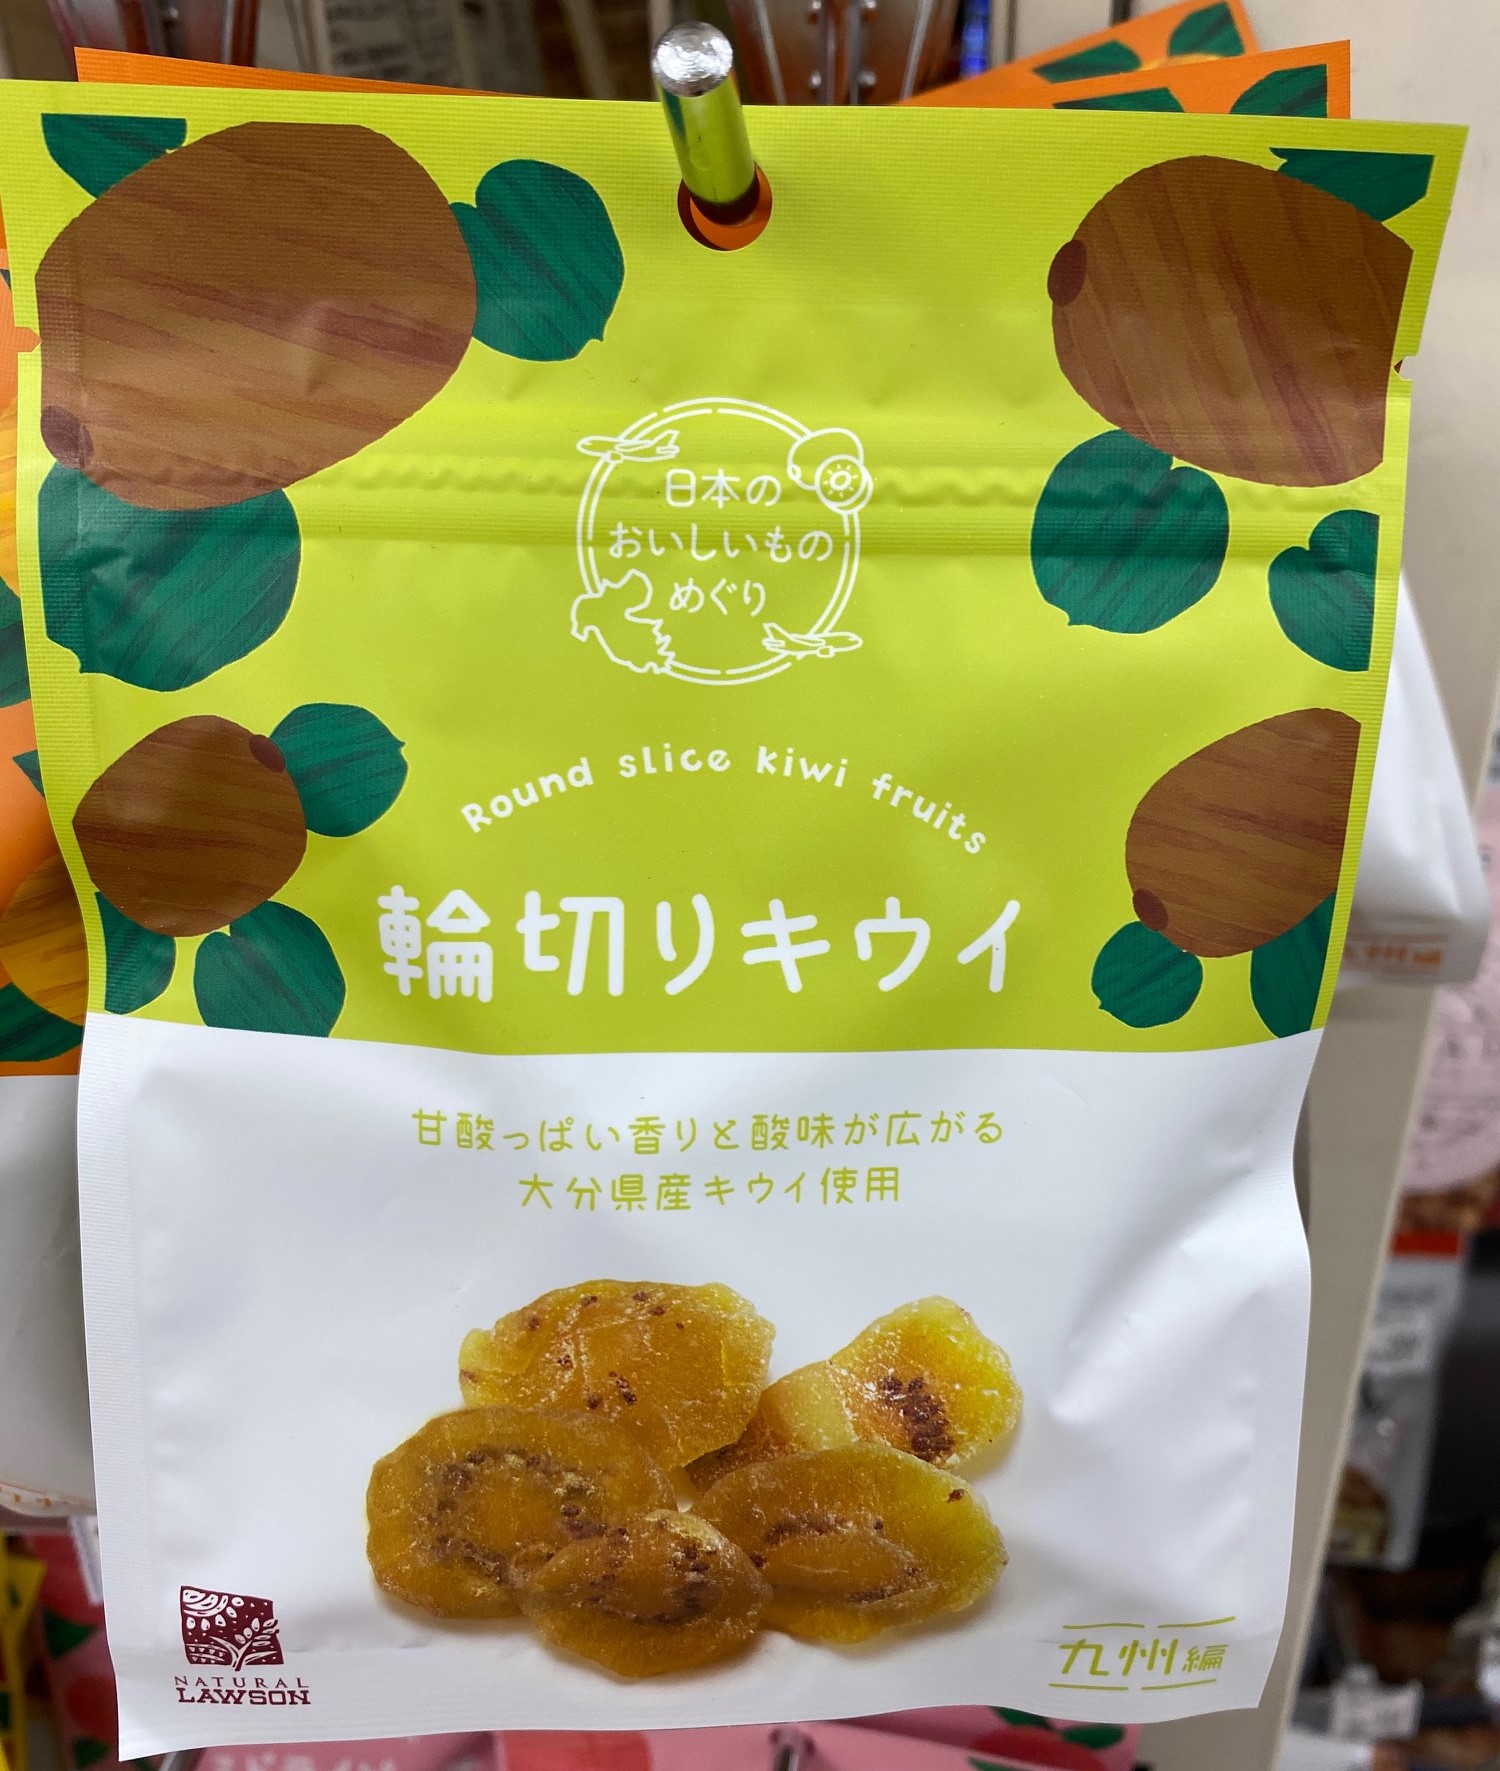 日本の
おいしいもの
めぐり
Round slice kiwi fruits
輪切りキウイ
甘酸っぱい香りと酸味が広がる
大分県産キウイ使用
NATURAL
LAWSON
九州編